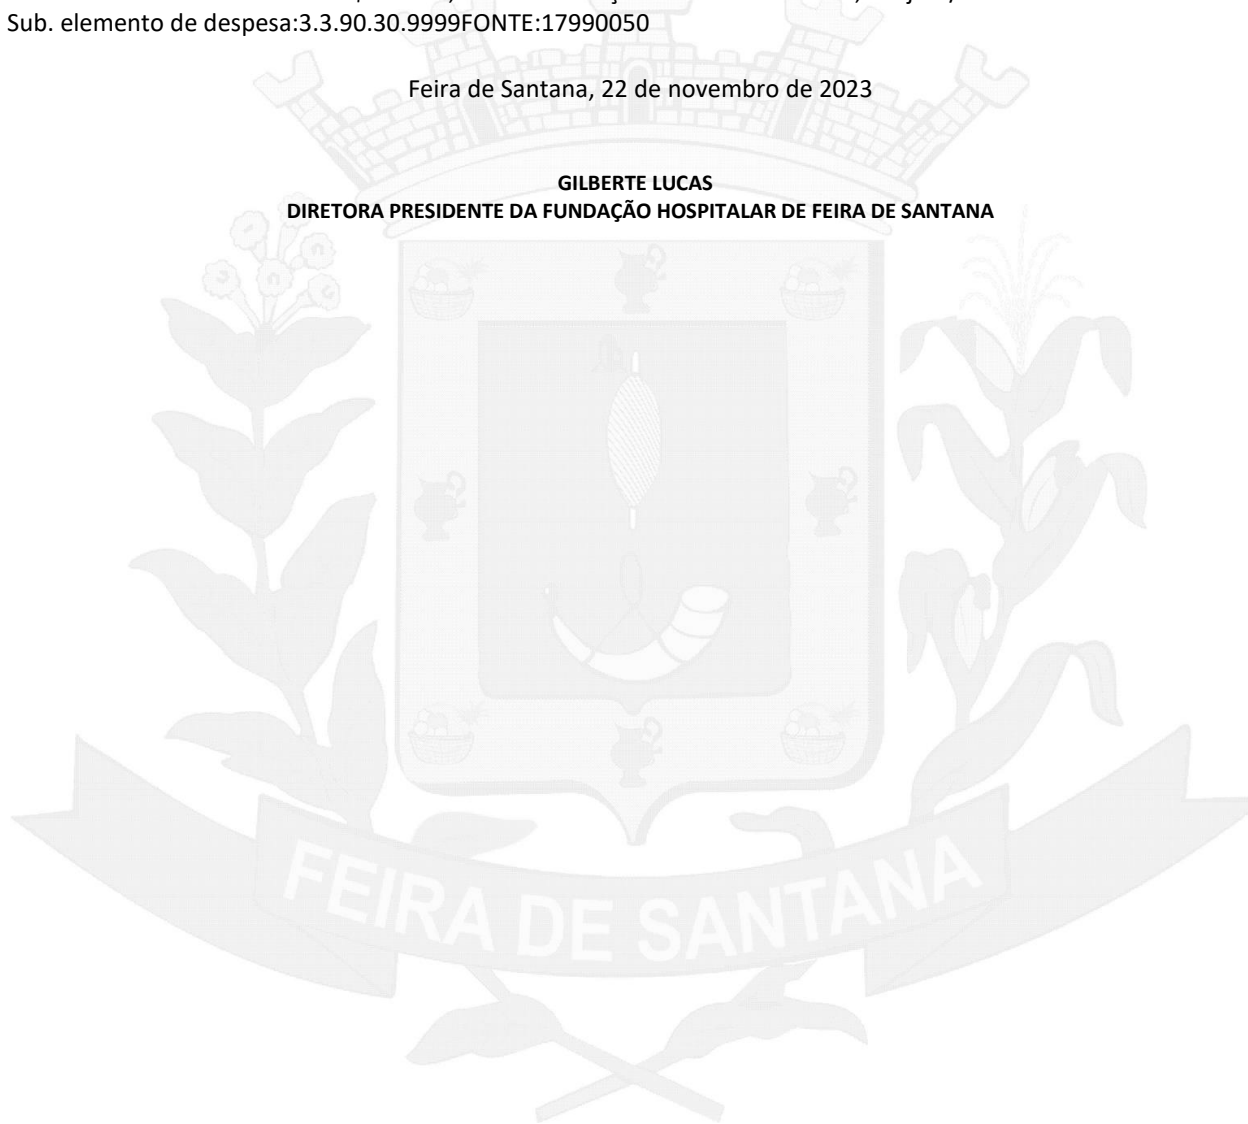 Sub. elemento de despesa:3.3.90.30.9999FONTE:17990050
Feira de Santana, 22 de novembro de 2023
GILBERTE LUCAS
DIRETORA PRESIDENTE DA FUNDAÇÃO HOSPITALAR DE FEIRA DE SANTANA
FEIRA DE SANTANA